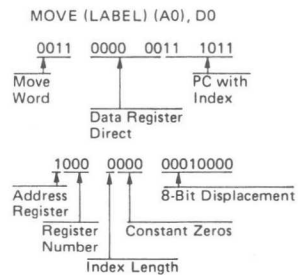 MOVE (LABEL) (A0), D0
0011 0000 0011 1011
Move Word
PC with Index
Data Register Direct
1000 0000 00010000
Address Register
8-Bit Displacement
Register Number
Constant Zeros
Index Length